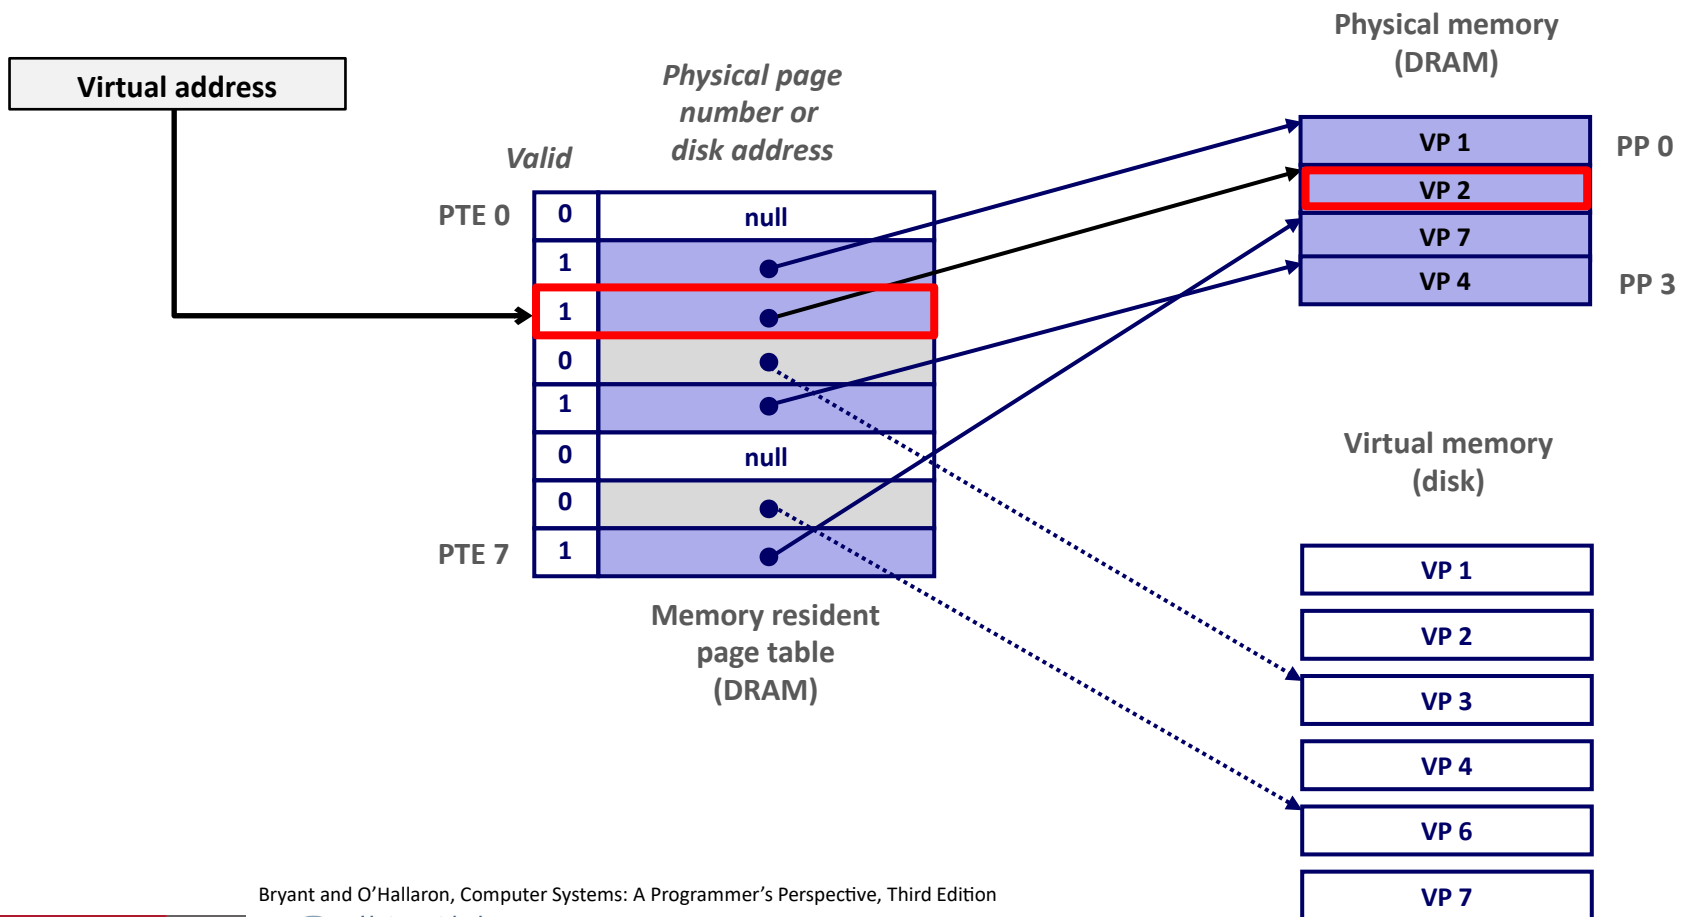 Physical memory
(DRAM)
Virtual address
Physical page
number or
disk address
Valid
VP 1
PP 0
VP 2
VP 7
VP 4
PP 3
PTE 0
0
null
1
1
0
1
0
null
0
PTE 7
1
Memory resident
page table
(DRAM)
Virtual memory
(disk)
VP 1
VP 2
VP 3
VP 4
VP 6
VP 7
Bryant and O'Hallaron, Computer Systems: A Programmer's Perspective, Third Edition